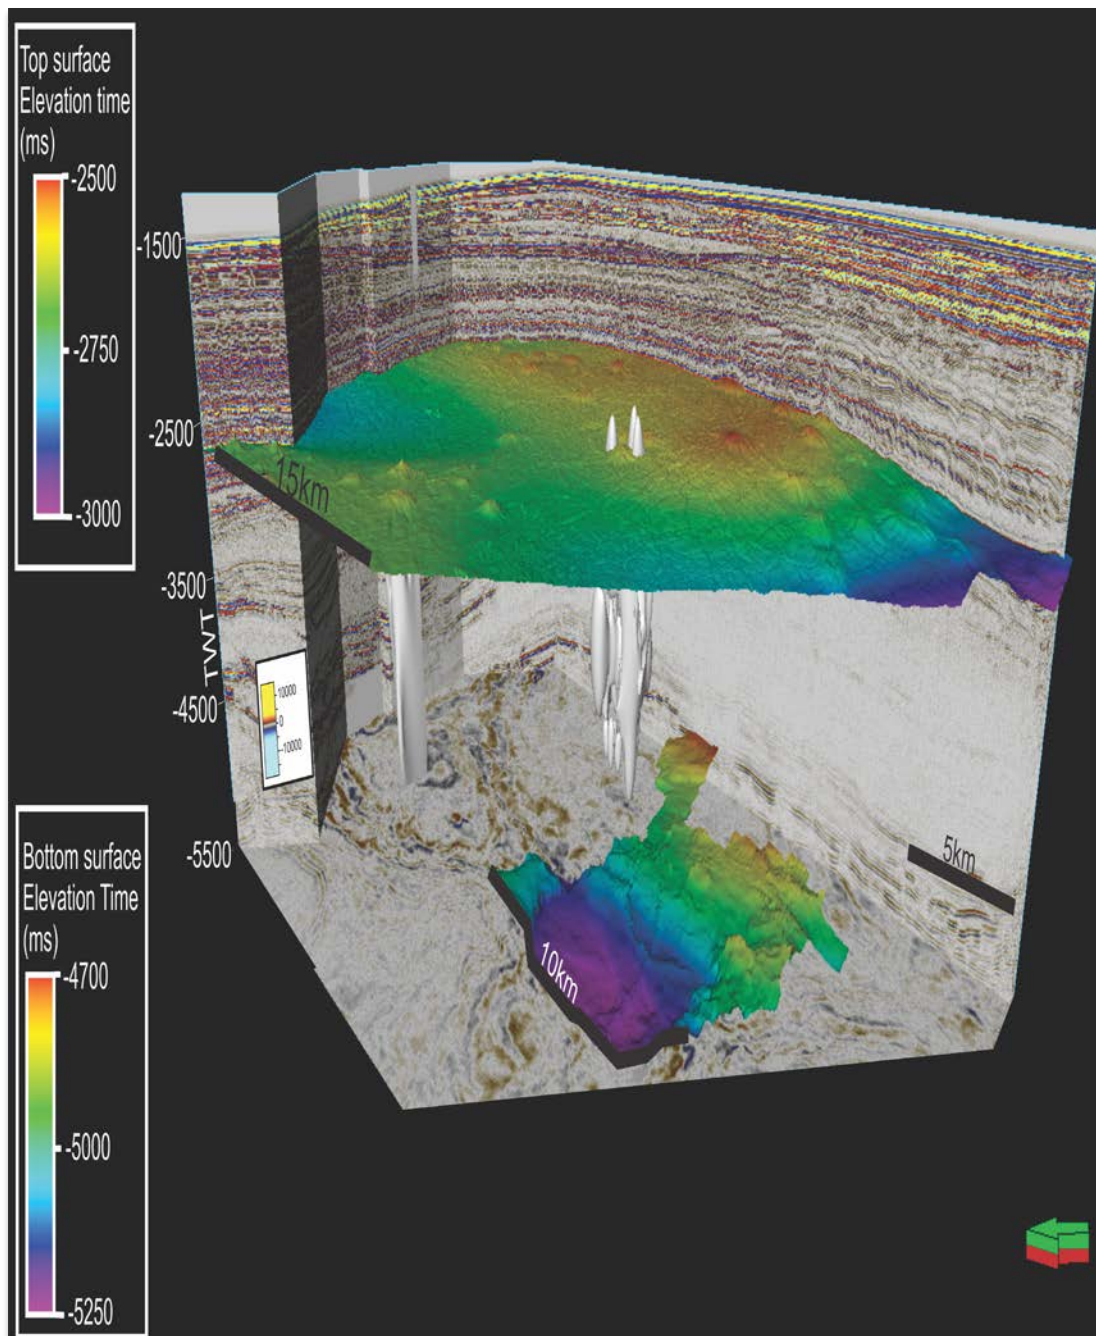 Top surface
Elevation time
(ms)
-2500
-2750
-3000
-1500
-2500
-3500
TWT
-4500
-5500
15km
10000
0
-10000
5km
10km
Bottom surface
Elevation Time
(ms)
-4700
-5000
-5250